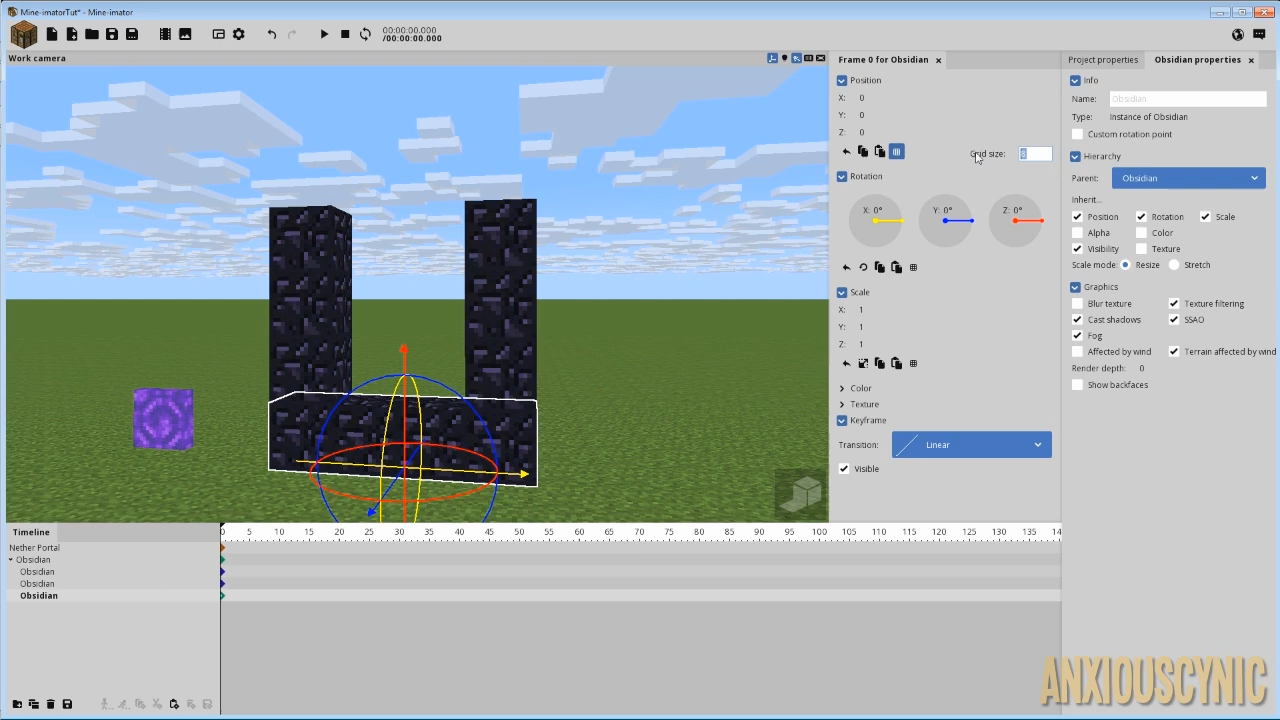 Mine-imatorTut* - Mine-imator
00:00:00.000
/00:00:00.000
Work camera
Frame 0 for Obsidian
Position
X: 0
Y: 0
Z: 0
Grid size: 8
Rotation
X: 0° Y: 0° Z: 0°
Scale
X: 1
Y: 1
Z: 1
Color
Texture
Keyframe
Transition: Linear
Visible
Project properties Obsidian properties
Info
Name: Obsidian
Type: Instance of Obsidian
Custom rotation point
Hierarchy
Parent: Obsidian
Inherit...
Position Rotation Scale
Alpha Color
Visibility Texture
Scale mode: Resize Stretch
Graphics
Blur texture Texture filtering
Cast shadows SSAO
Fog
Affected by wind Terrain affected by wind
Render depth: 0
Show backfaces
Timeline
0 5 10 15 20 25 30 35 40 45 50 55 60 65 70 75 80 85 90 95 100 105 110 115 120 125 130 135 14
Nether Portal
Obsidian
Obsidian
Obsidian
Obsidian
ANXIOUSCYNIC